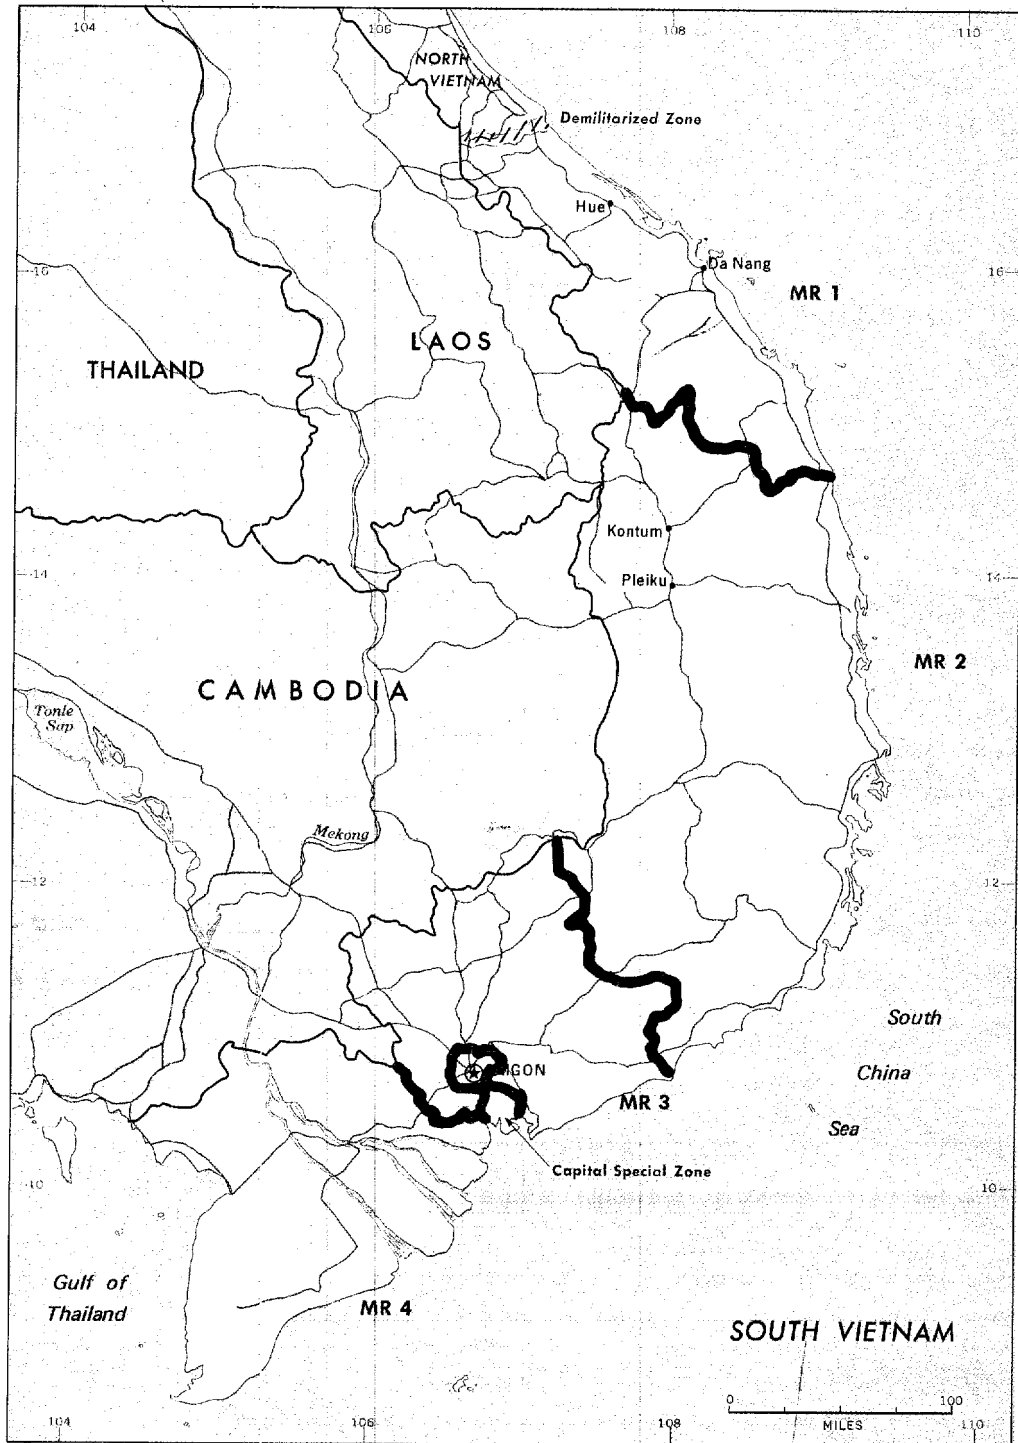 104
106
108
110
NORTH
VIETNAM
Demilitarized Zone
Hue
Da Nang
16
16
MR 1
LAOS
THAILAND
Kontum
Pleiku
14
14
MR 2
CAMBODIA
Tonle
Sap
Mekong
12
12
South
China
Sea
SAIGON
MR 3
Capital Special Zone
10
10
Gulf of
Thailand
MR 4
SOUTH VIETNAM
0
100
MILES
104
106
108
110